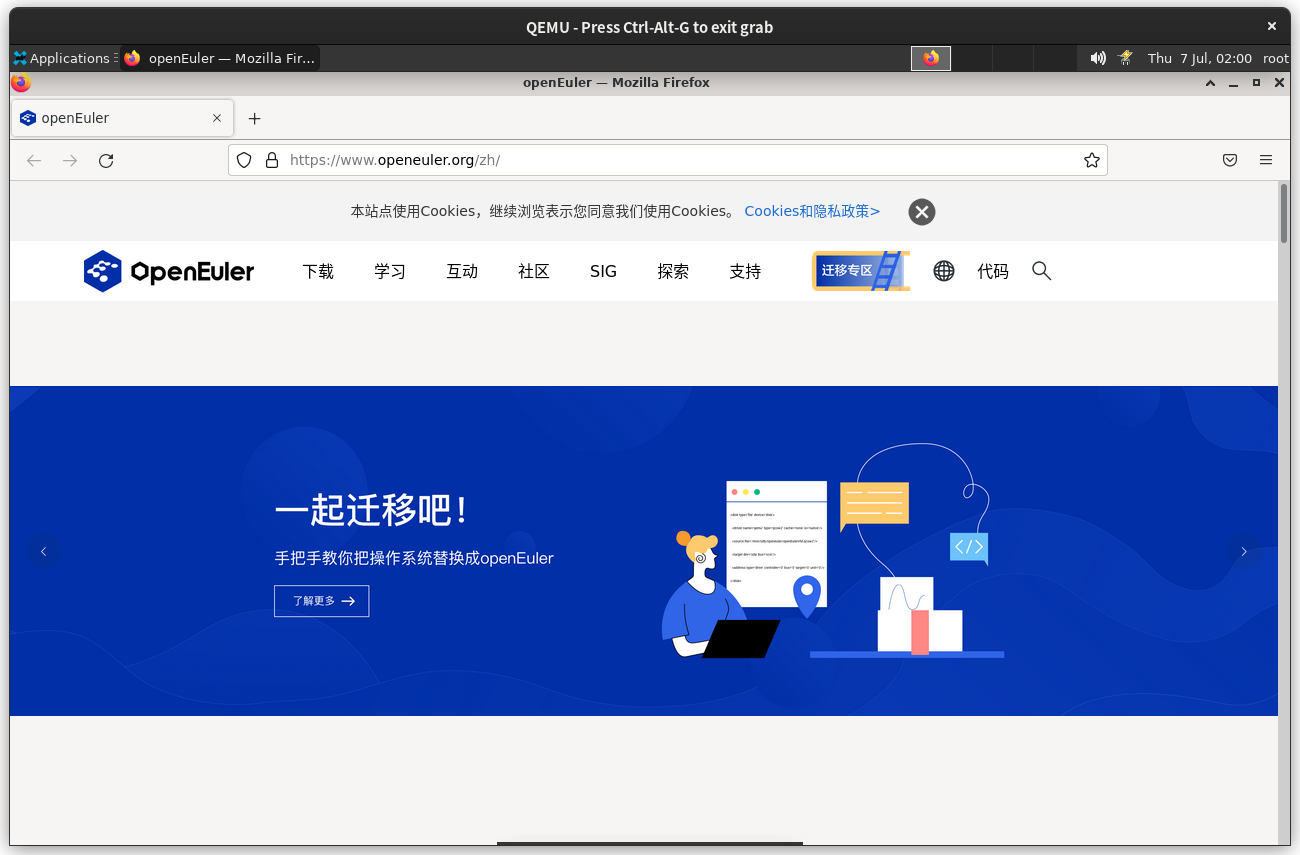 QEMU - Press Ctrl-Alt-G to exit grab
Applications
openEuler — Mozilla Fir...
Thu 7 Jul, 02:00 root
openEuler — Mozilla Firefox
openEuler
https://www.openeuler.org/zh/
本站点使用Cookies，继续浏览表示您同意我们使用Cookies。 Cookies和隐私政策>
OpenEuler
下载 学习 互动 社区 SIG 探索 支持
迁移专区
代码
一起迁移吧！
手把手教你把操作系统替换成openEuler
了解更多
</>